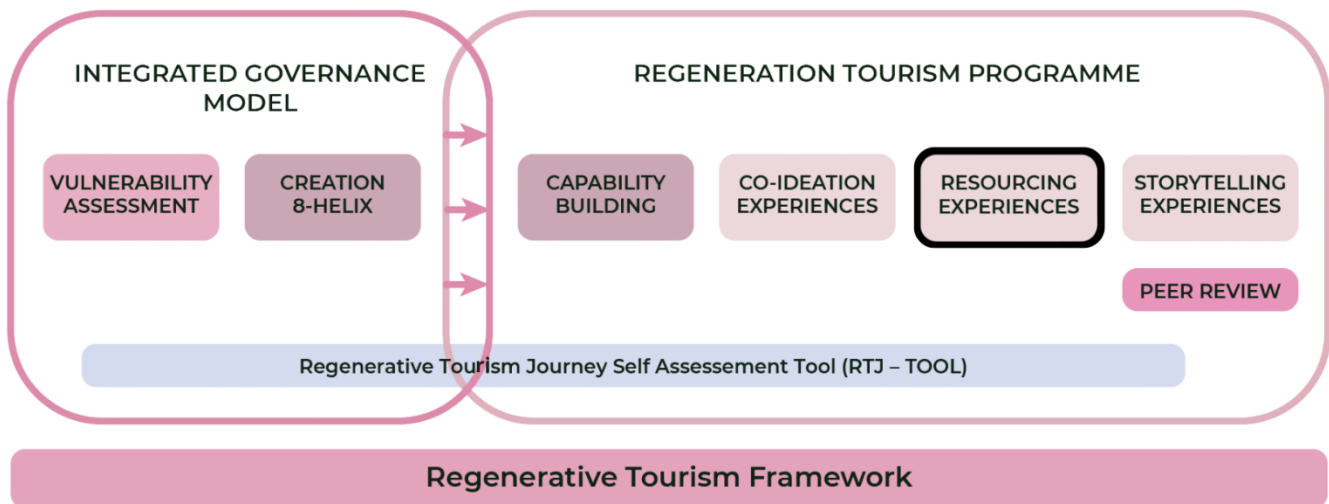 INTEGRATED GOVERNANCE
MODEL
REGENERATION TOURISM PROGRAMME
VULNERABILITY
ASSESSMENT
CREATION
8-HELIX
CAPABILITY
BUILDING
CO-IDEATION
EXPERIENCES
RESOURCING
EXPERIENCES
STORYTELLING
EXPERIENCES
PEER REVIEW
Regenerative Tourism Journey Self Assessement Tool (RTJ – TOOL)
Regenerative Tourism Framework